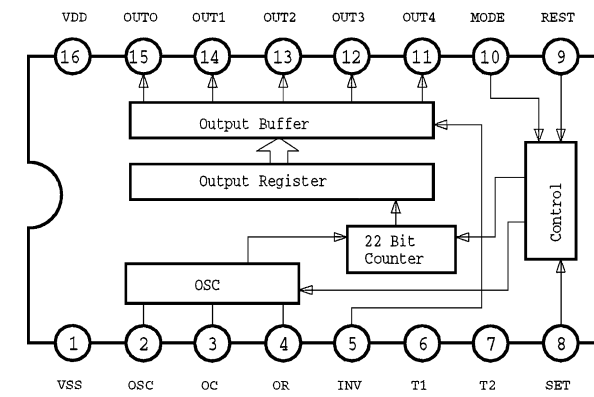 VDD OUT0 OUT1 OUT2 OUT3 OUT4 MODE REST
16 15 14 13 12 11 10 9
Output Buffer
Output Register
Control
22 Bit
Counter
OSC
1 2 3 4 5 6 7 8
VSS OSC OC OR INV T1 T2 SET